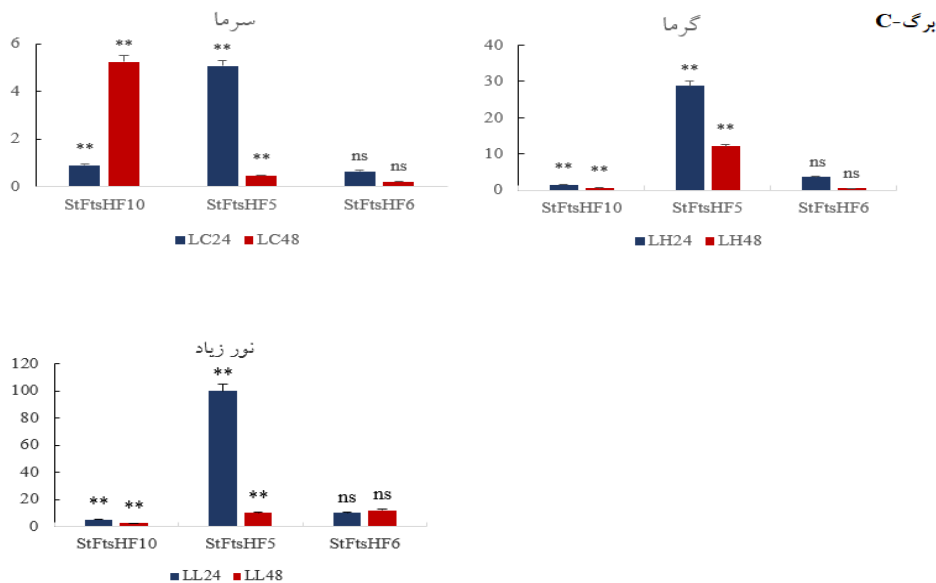 برگ-C
سرما
6
4
2
0
** ** ** ** ns ns
StFtsHF10 StFtsHF5 StFtsHF6
LC24 LC48
گرما
40
30
20
10
0
** ** ** ** ns ns
StFtsHF10 StFtsHF5 StFtsHF6
LH24 LH48
نور زیاد
120
100
80
60
40
20
0
** ** ** ** ns ns
StFtsHF10 StFtsHF5 StFtsHF6
LL24 LL48